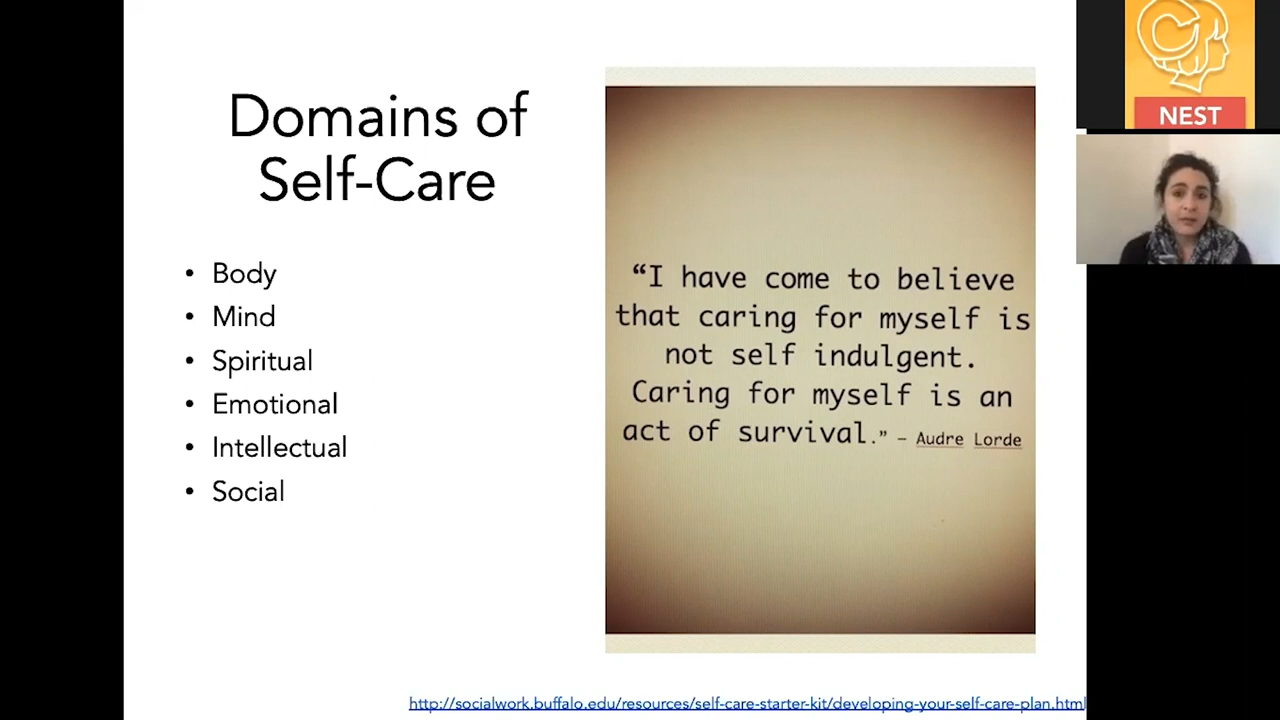 Domains of
Self-Care
• Body
• Mind
• Spiritual
• Emotional
• Intellectual
• Social
“I have come to believe
that caring for myself is
not self indulgent.
Caring for myself is an
act of survival.” – Audre Lorde
http://socialwork.buffalo.edu/resources/self-care-starter-kit/developing-your-self-care-plan.html
NEST